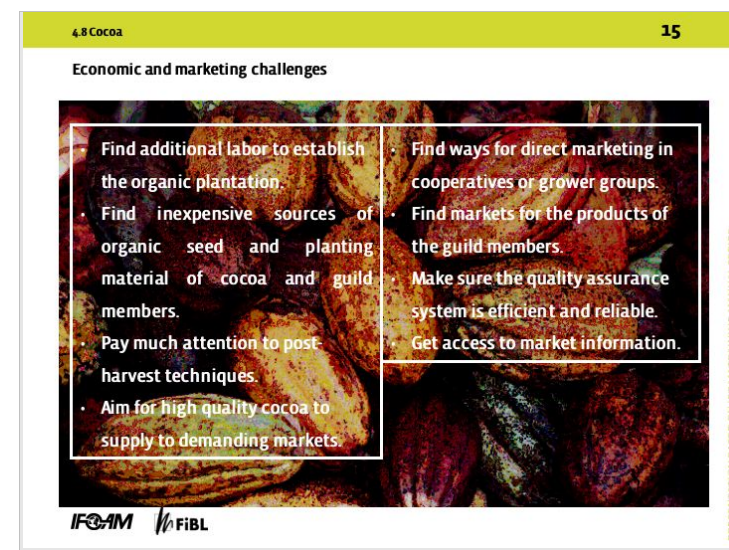 4.8 Cocoa
15
Economic and marketing challenges
• Find additional labor to establish
the organic plantation.
• Find inexpensive sources of
organic seed and planting
material of cocoa and guild
members.
• Pay much attention to post-
harvest techniques.
• Aim for high quality cocoa to
supply to demanding markets.
• Find ways for direct marketing in
cooperatives or grower groups.
• Find markets for the products of
the guild members.
• Make sure the quality assurance
system is efficient and reliable.
• Get access to market information.
IFOAM
FiBL